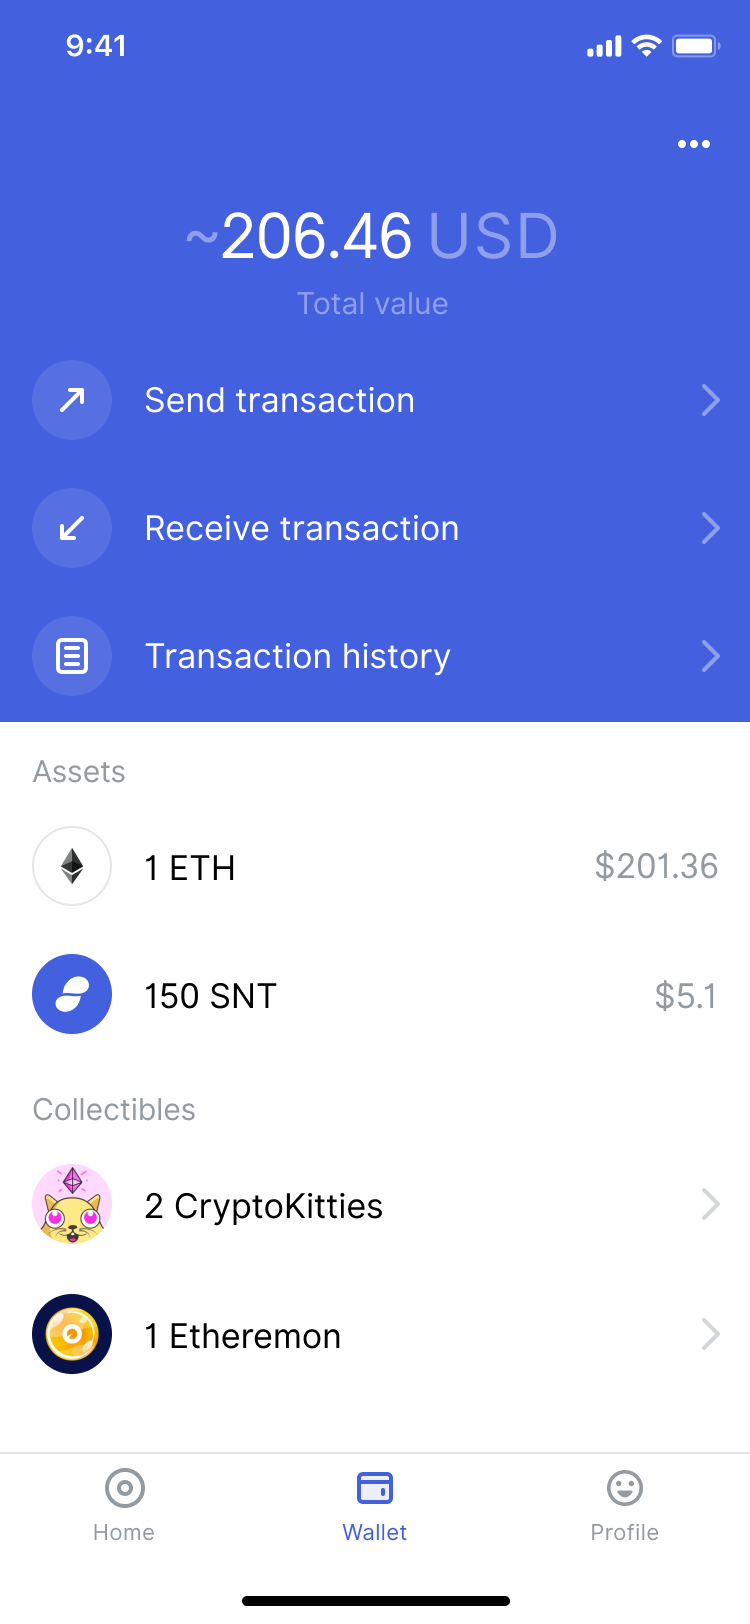 9:41
~206.46 USD
Total value
Send transaction
Receive transaction
Transaction history
Assets
1 ETH $201.36
150 SNT $5.1
Collectibles
2 CryptoKitties
1 Etheremon
Home Wallet Profile